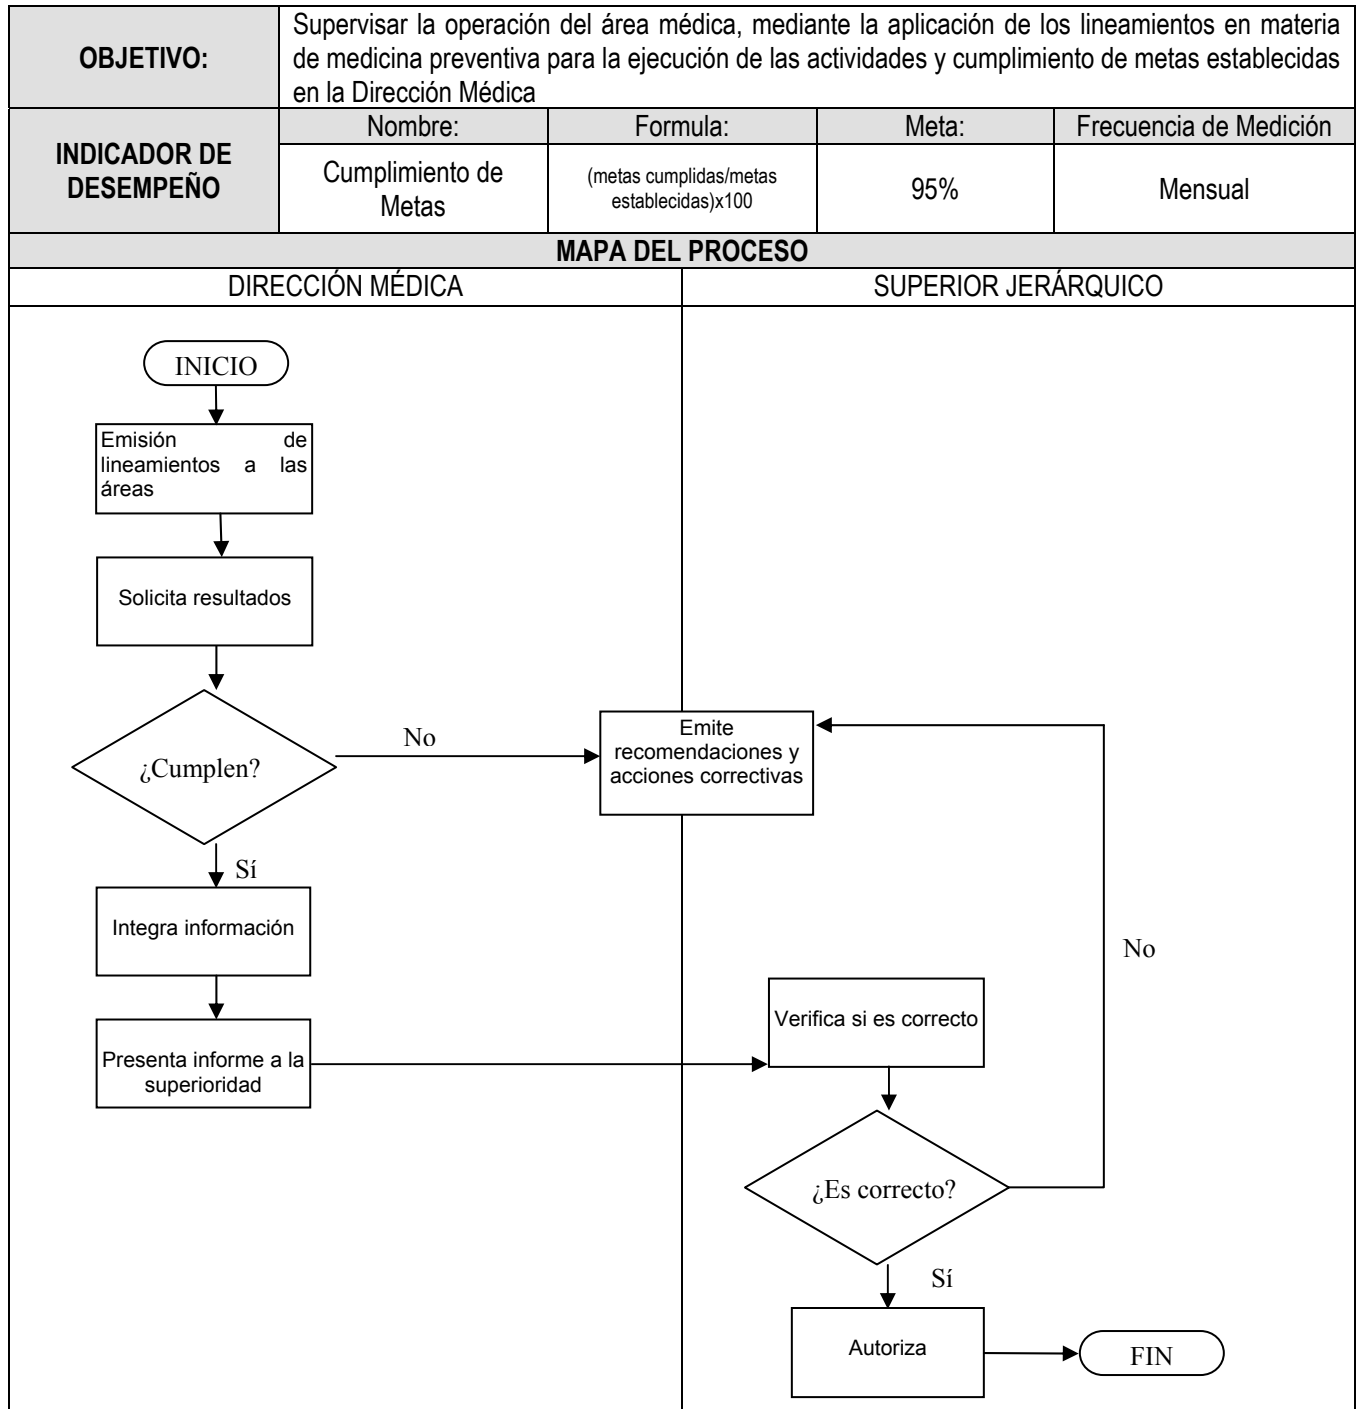 OBJETIVO:
Supervisar la operación del área médica, mediante la aplicación de los lineamientos en materia
de medicina preventiva para la ejecución de las actividades y cumplimiento de metas establecidas
en la Dirección Médica
INDICADOR DE
DESEMPEÑO
Nombre:
Formula:
Meta:
Frecuencia de Medición
Cumplimiento de
Metas
(metas cumplidas/metas
establecidas)x100
95%
Mensual
MAPA DEL PROCESO
DIRECCIÓN MÉDICA
SUPERIOR JERÁRQUICO
INICIO
Emisión de
lineamientos a las
áreas
Solicita resultados
¿Cumplen?
No
Emite
recomendaciones y
acciones correctivas
Sí
Integra información
No
Presenta informe a la
superioridad
Verifica si es correcto
¿Es correcto?
Sí
Autoriza
FIN